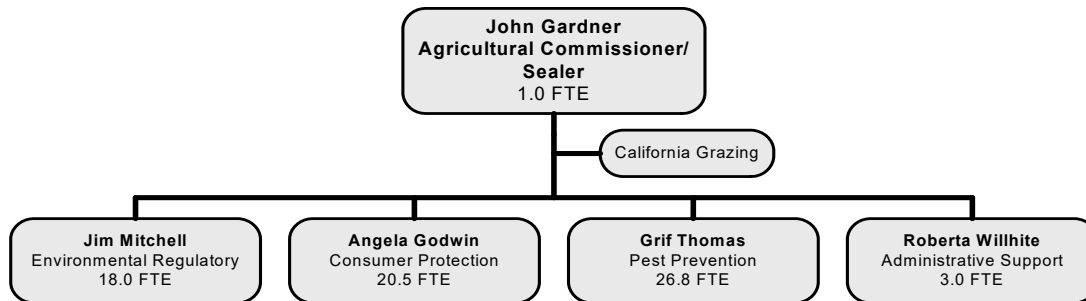 John Gardner
Agricultural Commissioner/
Sealer
1.0 FTE
California Grazing
Jim Mitchell
Environmental Regulatory
18.0 FTE
Angela Godwin
Consumer Protection
20.5 FTE
Grif Thomas
Pest Prevention
26.8 FTE
Roberta Willhite
Administrative Support
3.0 FTE